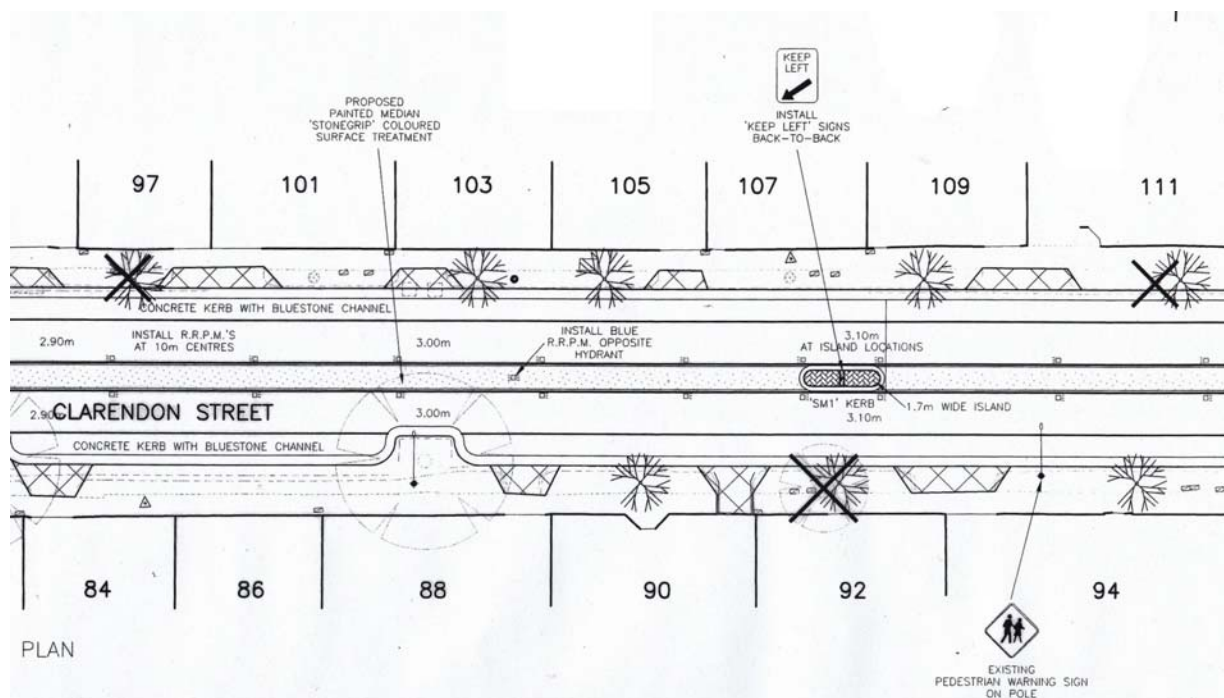 KEEP
LEFT
PROPOSED
PAINTED MEDIAN
'STONEGRIP' COLOURED
SURFACE TREATMENT
INSTALL
'KEEP LEFT' SIGNS
BACK-TO-BACK
97
101
103
105
107
109
111
CONCRETE KERB WITH BLUESTONE CHANNEL
2.90m
INSTALL R.R.P.M.'S
AT 10m CENTRES
3.00m
INSTALL BLUE
R.R.P.M. OPPOSITE
HYDRANT
3.10m
AT ISLAND LOCATIONS
2.90m
CLARENDON STREET
3.00m
'SM1' KERB
3.10m
1.7m WIDE ISLAND
CONCRETE KERB WITH BLUESTONE CHANNEL
84
86
88
90
92
94
PLAN
EXISTING
PEDESTRIAN WARNING SIGN
ON POLE